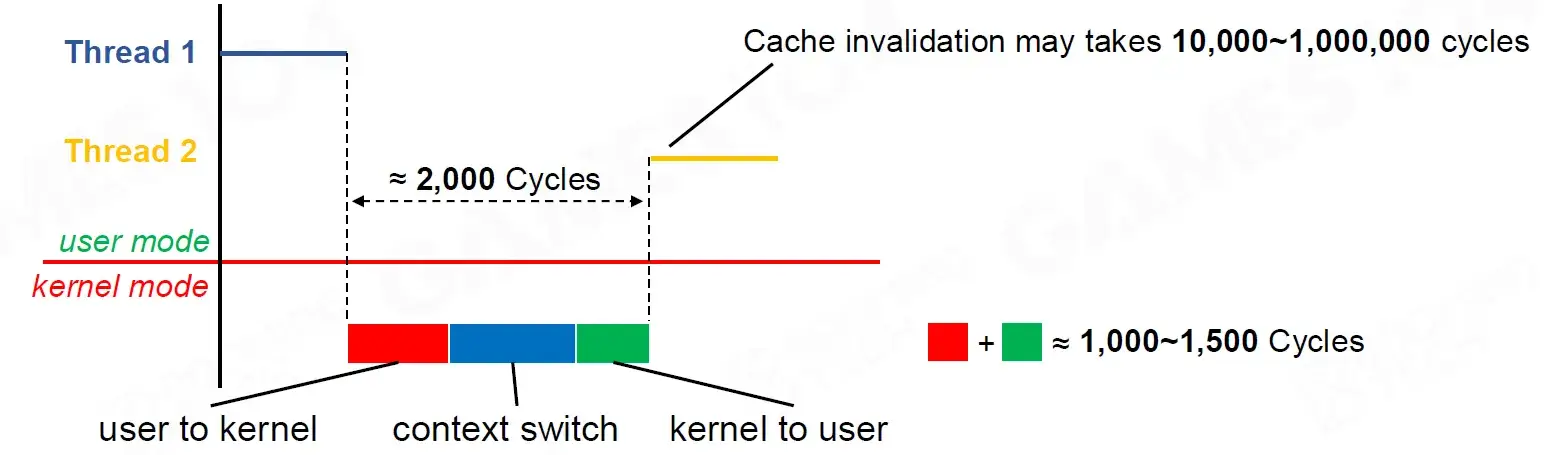 Thread 1
Cache invalidation may takes 10,000~1,000,000 cycles
Thread 2
≈ 2,000 Cycles
user mode
kernel mode
+ ≈ 1,000~1,500 Cycles
user to kernel
context switch
kernel to user